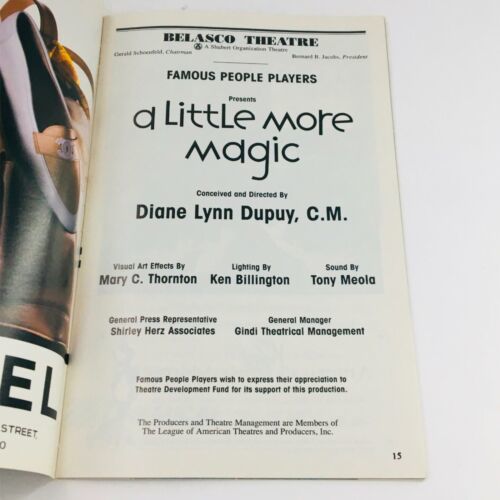 BELASCO THEATRE
A Shubert Organization Theatre
Gerald Schoenfeld, Chairman Bernard B. Jacobs, President
FAMOUS PEOPLE PLAYERS
Presents
a Little more
magic
Conceived and Directed By
Diane Lynn Dupuy, C.M.
Visual Art Effects By Lighting By Sound By
Mary C. Thornton Ken Billington Tony Meola
General Press Representative General Manager
Shirley Herz Associates Gindi Theatrical Management
Famous People Players wish to express their appreciation to
Theatre Development Fund for its support of this production.
The Producers and Theatre Management are Members of
The League of American Theatres and Producers, Inc.
15
EL
STREET,
0